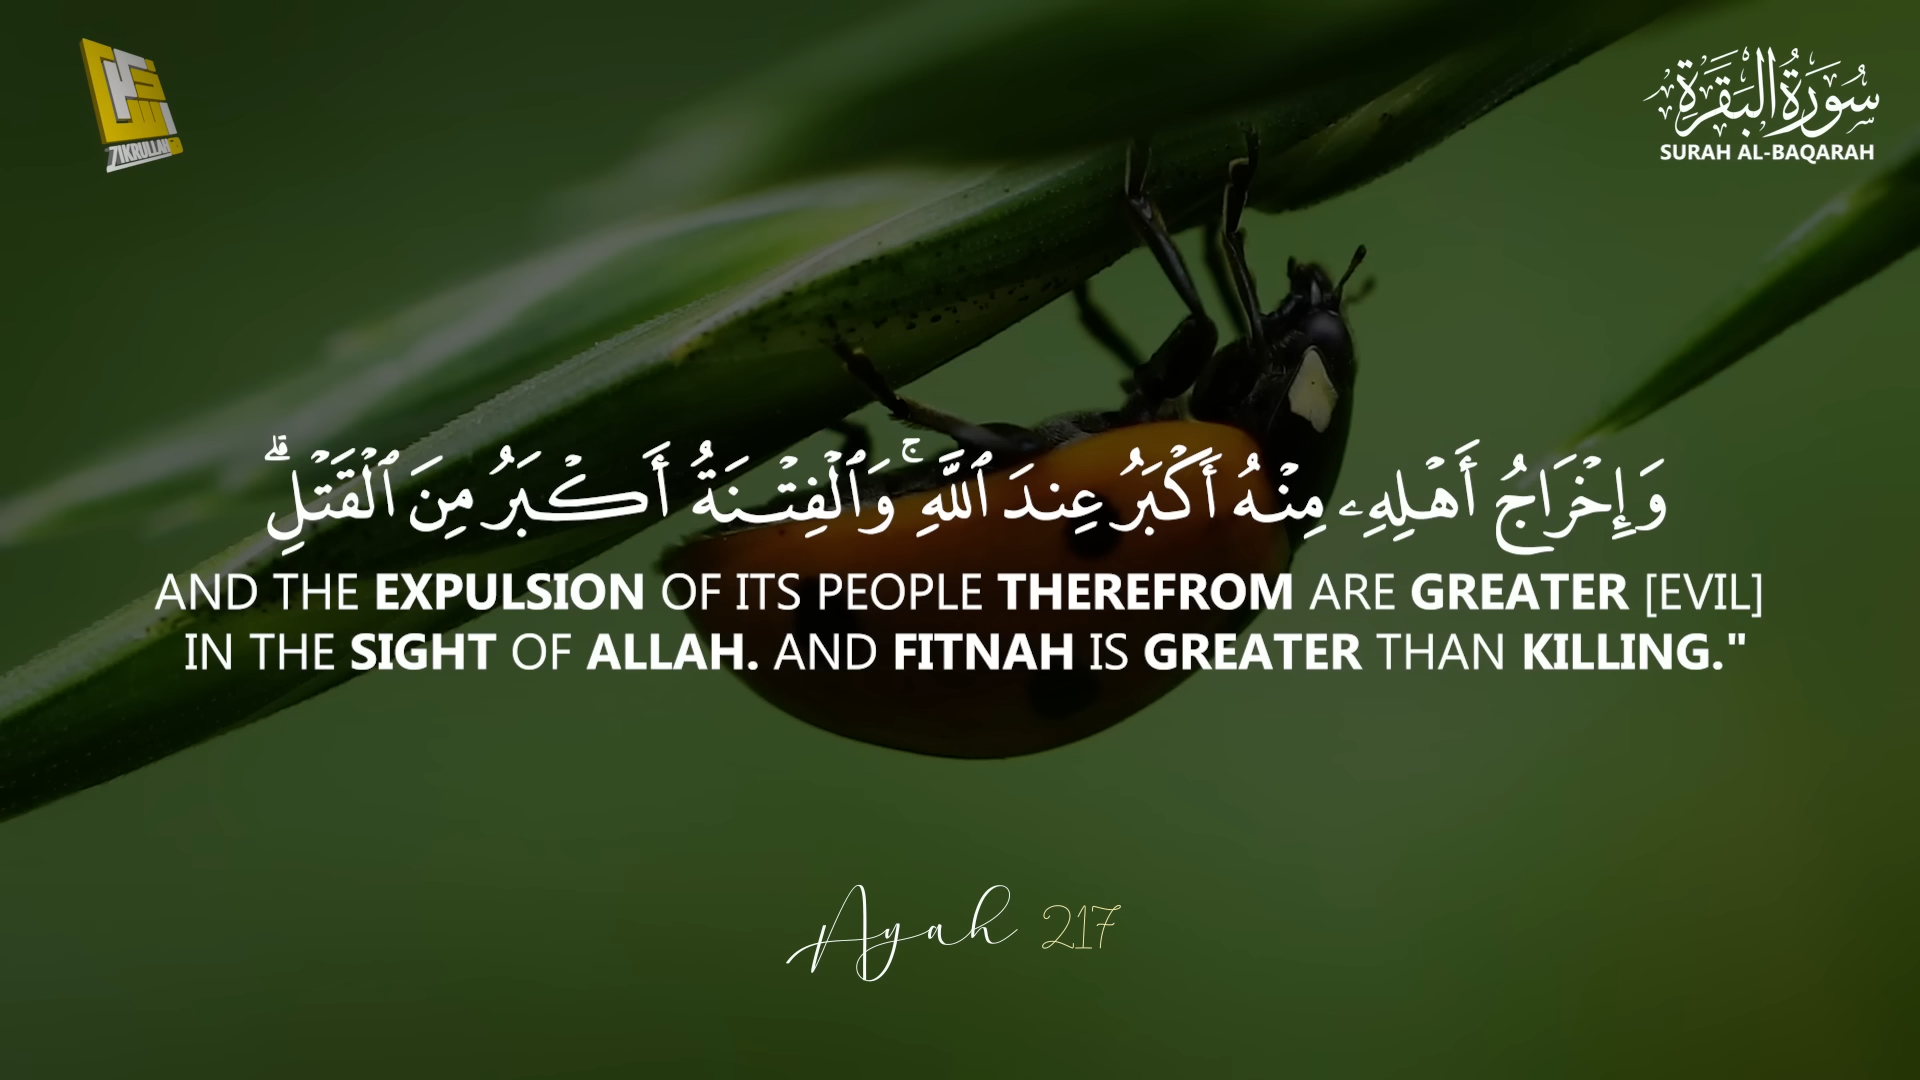 ZIKRULLAH
سُورَةُ البَقَرَةِ
SURAH AL-BAQARAH
وَإِخْرَاجُ أَهْلِهِۦ مِنْهُ أَكْبَرُ عِندَ ٱللَّهِ ۚ وَٱلْفِتْنَةُ أَكْبَرُ مِنَ ٱلْقَتْلِ ۗ
AND THE EXPULSION OF ITS PEOPLE THEREFROM ARE GREATER [EVIL]
IN THE SIGHT OF ALLAH. AND FITNAH IS GREATER THAN KILLING."
Ayah 217